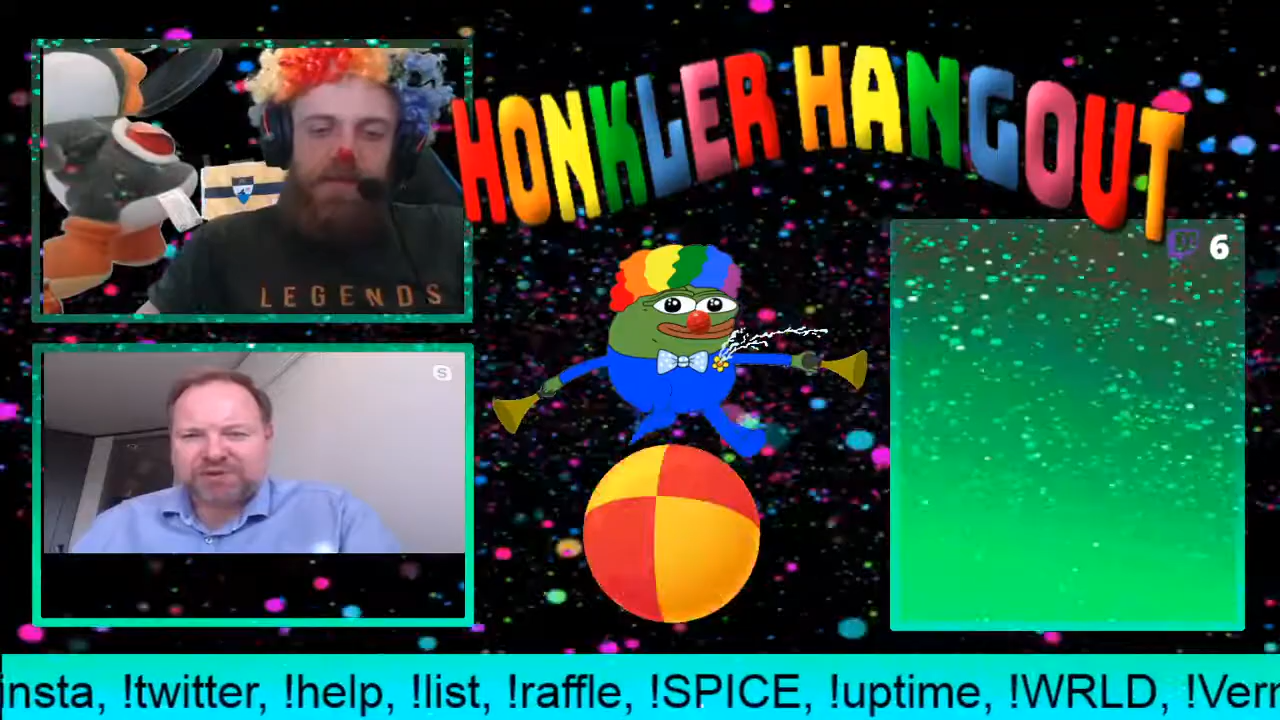 HONKLER HANGOUT
LEGENDS
S
6
insta, !twitter, !help, !list, !raffle, !SPICE, !uptime, !WRLD, !Verr